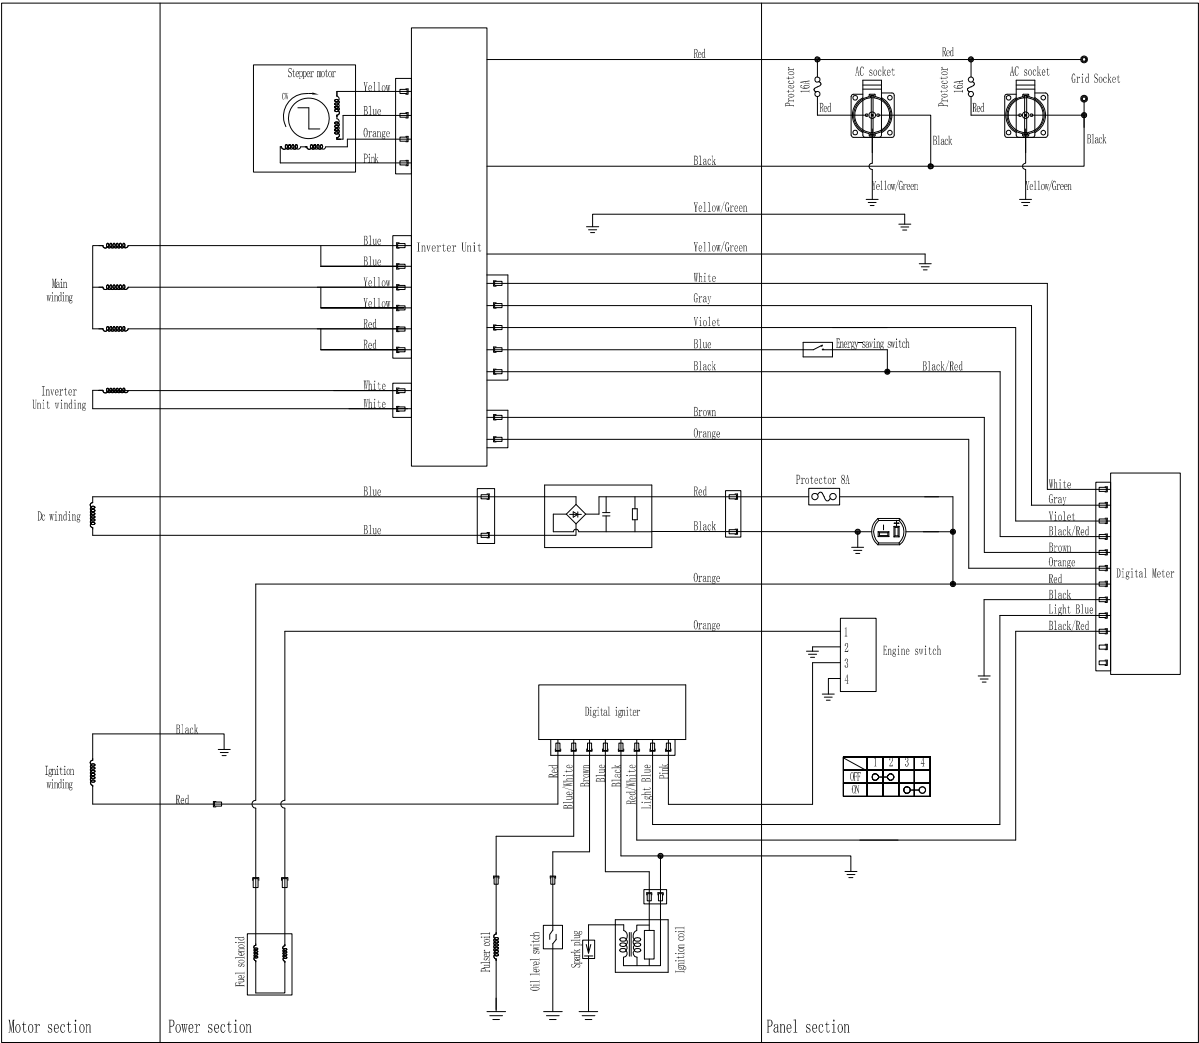 Stepper motor
CW
Yellow
Blue
Orange
Pink
Inverter Unit
Red
Black
Yellow/Green
Yellow/Green
Red
Protector
16A
Red
AC socket
Black
Yellow/Green
Protector
16A
Red
AC socket
Grid Socket
Black
Yellow/Green
Main
winding
Blue
Blue
Yellow
Yellow
Red
Red
Inverter
Unit winding
White
White
White
Gray
Violet
Blue
Energy-saving switch
Black
Black/Red
Brown
Orange
Dc winding
Blue
Blue
Red
Black
Protector 8A
Orange
Orange
White
Gray
Violet
Black/Red
Brown
Orange
Red
Black
Light Blue
Black/Red
Digital Meter
1
2
3
4
Engine switch
Digital igniter
Red
Blue/White
Brown
Blue
Black
Red/White
Light Blue
Pink
Black
Ignition
winding
Red
1 2 3 4
OFF
ON
Fuel solenoid
Pulser coil
Oil level switch
Spark plug
Ignition coil
Motor section
Power section
Panel section